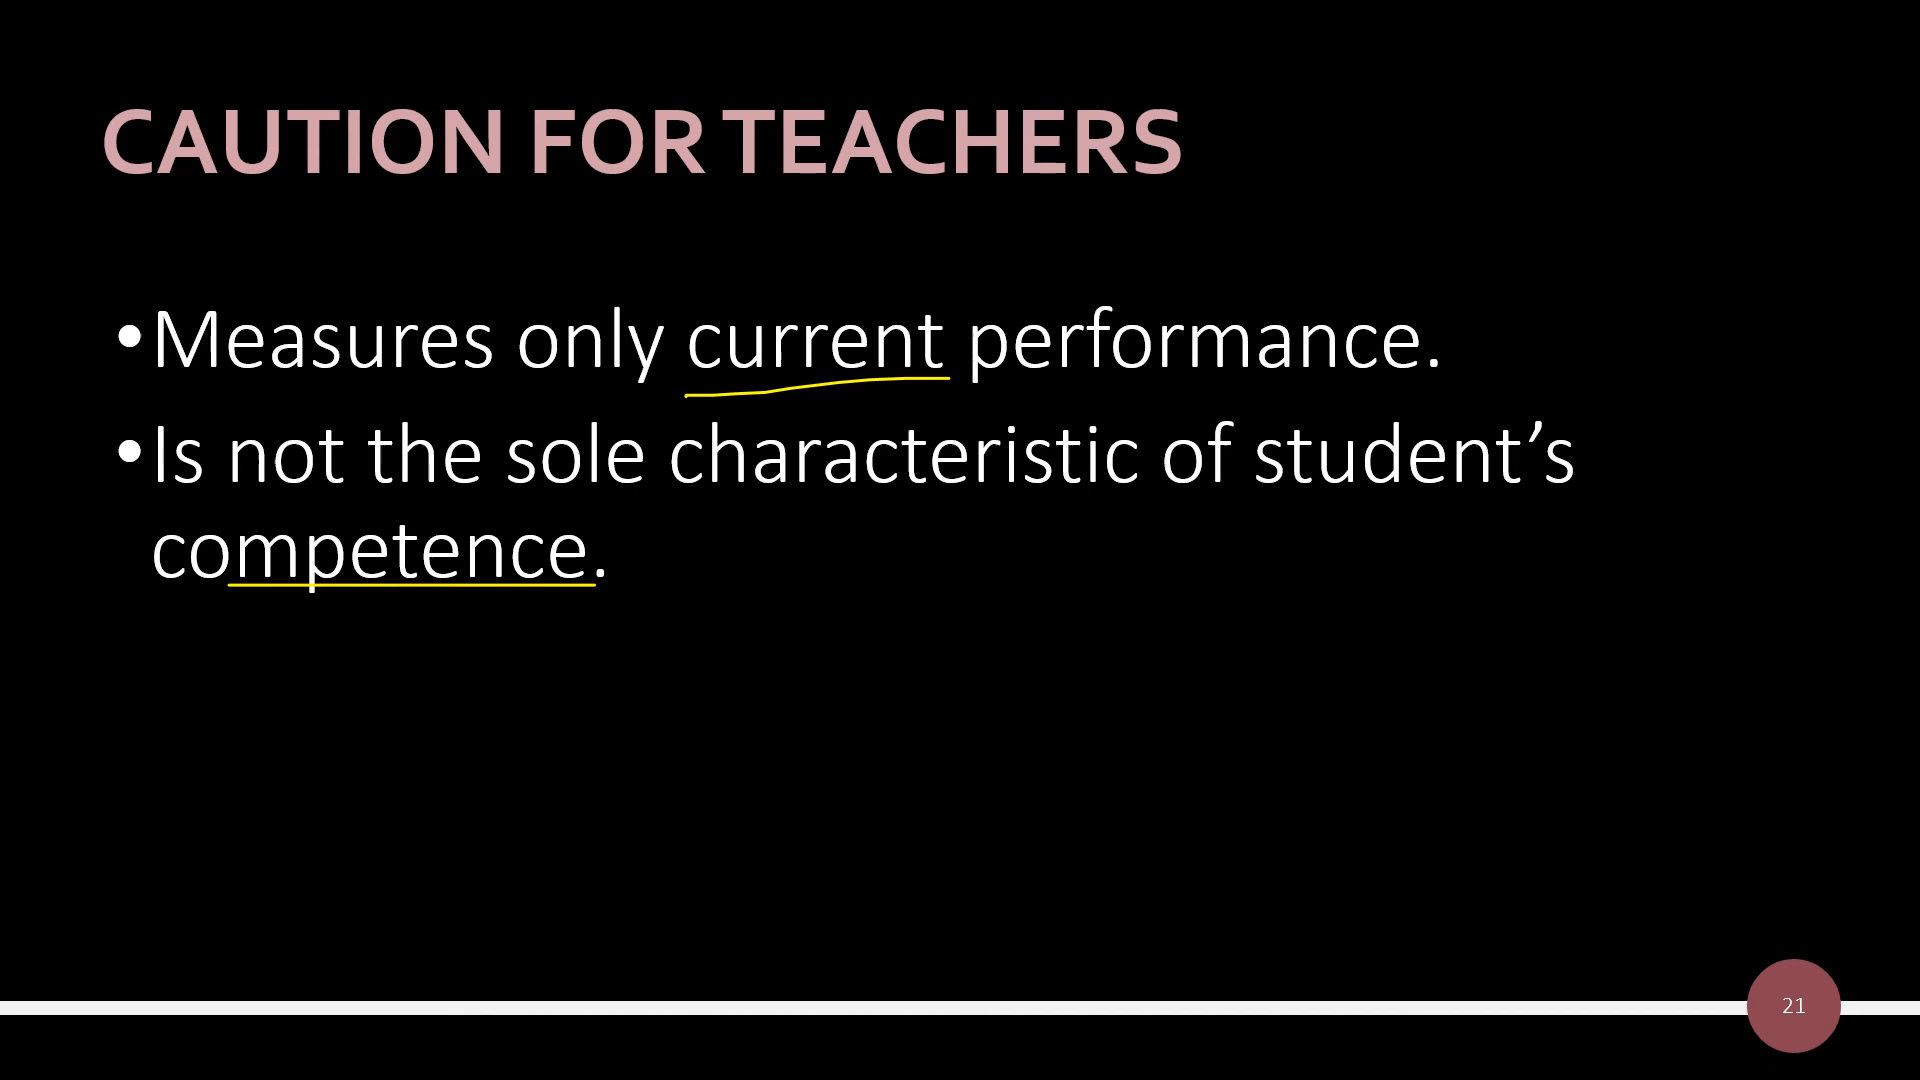 CAUTION FOR TEACHERS
•Measures only current performance.
•Is not the sole characteristic of student’s
competence.
21